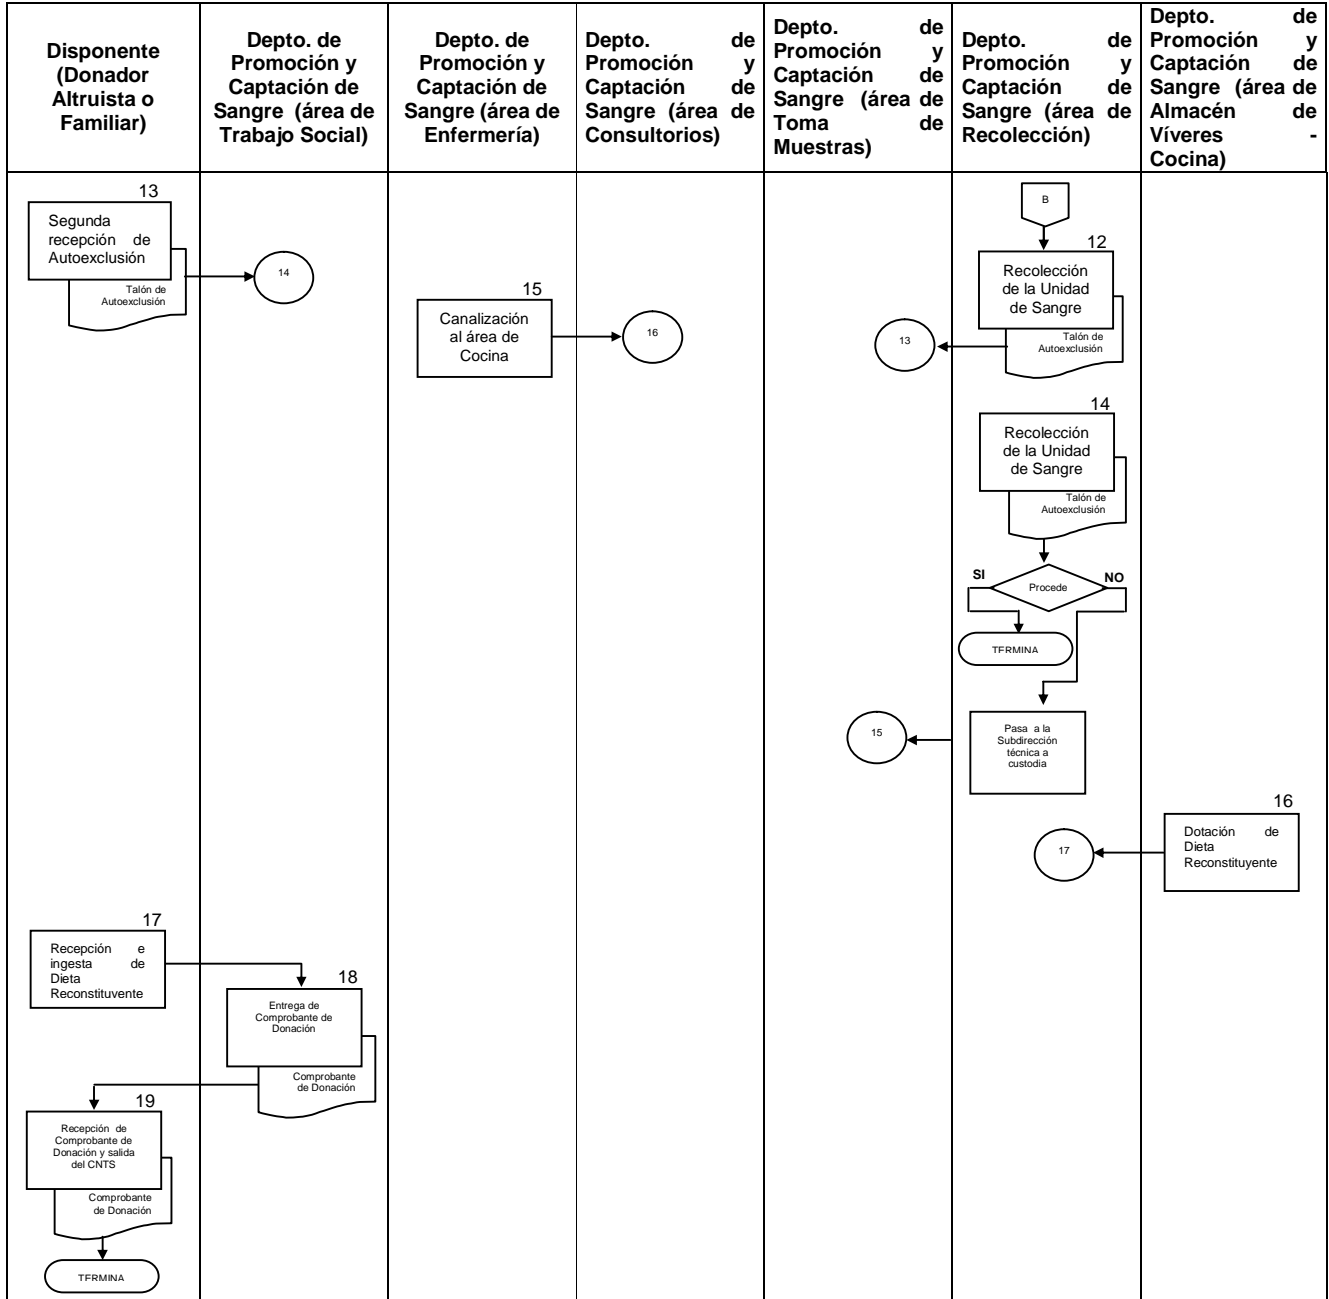 Disponente
(Donador
Altruista o
Familiar)
Depto. de
Promoción y
Captación de
Sangre (área de
Trabajo Social)
Depto. de
Promoción y
Captación de
Sangre (área de
Enfermería)
Depto. de
Promoción y
Captación de
Sangre (área de
Consultorios)
Depto. de
Promoción y
Captación de
Sangre (área de
Toma de
Muestras)
Depto. de
Promoción y
Captación de
Sangre (área de
Recolección)
Depto. de
Promoción y
Captación de
Sangre (área de
Almacén de
Víveres -
Cocina)
B
12
Recolección
de la Unidad
de Sangre
Talón de
Autoexclusión
13
13
Segunda
recepción de
Autoexclusión
Talón de
Autoexclusión
14
15
Canalización
al área de
Cocina
16
14
Recolección
de la Unidad
de Sangre
Talón de
Autoexclusión
SI
Procede
NO
TERMINA
Pasa a la
Subdirección
técnica a
custodia
15
16
Dotación de
Dieta
Reconstituyente
17
17
Recepción e
ingesta de
Dieta
Reconstituyente
18
Entrega de
Comprobante de
Donación
Comprobante
de Donación
19
Recepción de
Comprobante de
Donación y salida
del CNTS
Comprobante
de Donación
TERMINA